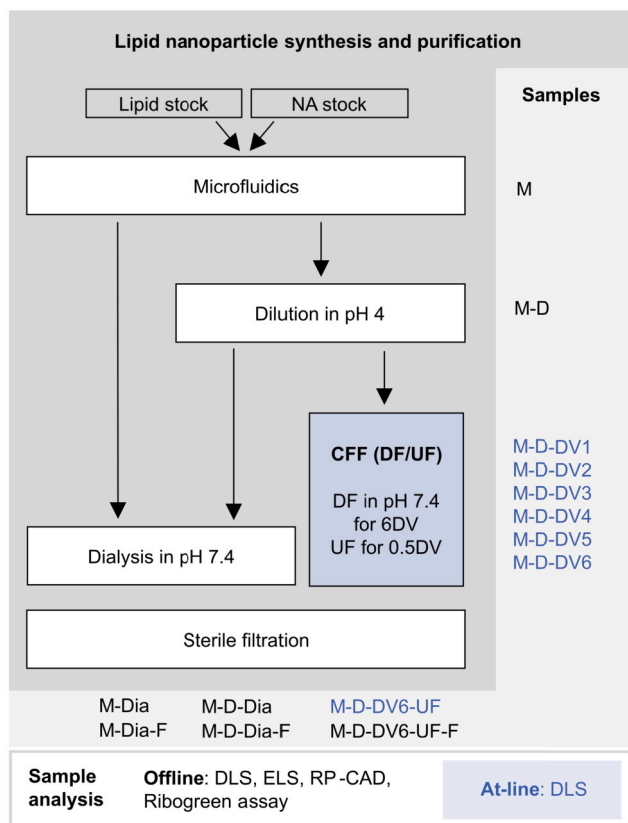 Lipid nanoparticle synthesis and purification
Lipid stock
NA stock
Samples
Microfluidics
M
Dilution in pH 4
M-D
CFF (DF/UF)
DF in pH 7.4
for 6DV
UF for 0.5DV
M-D-DV1
M-D-DV2
M-D-DV3
M-D-DV4
M-D-DV5
M-D-DV6
Dialysis in pH 7.4
Sterile filtration
M-Dia
M-D-Dia
M-D-DV6-UF
M-Dia-F
M-D-Dia-F
M-D-DV6-UF-F
Sample
analysis
Offline: DLS, ELS, RP-CAD,
Ribogreen assay
At-line: DLS